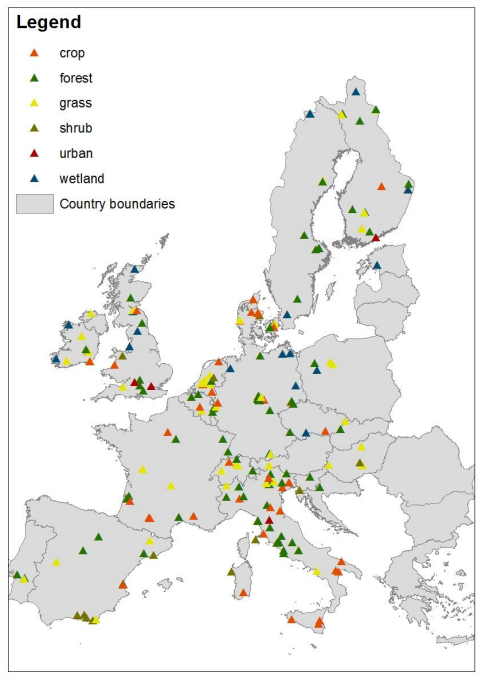 Legend
crop
forest
grass
shrub
urban
wetland
Country boundaries